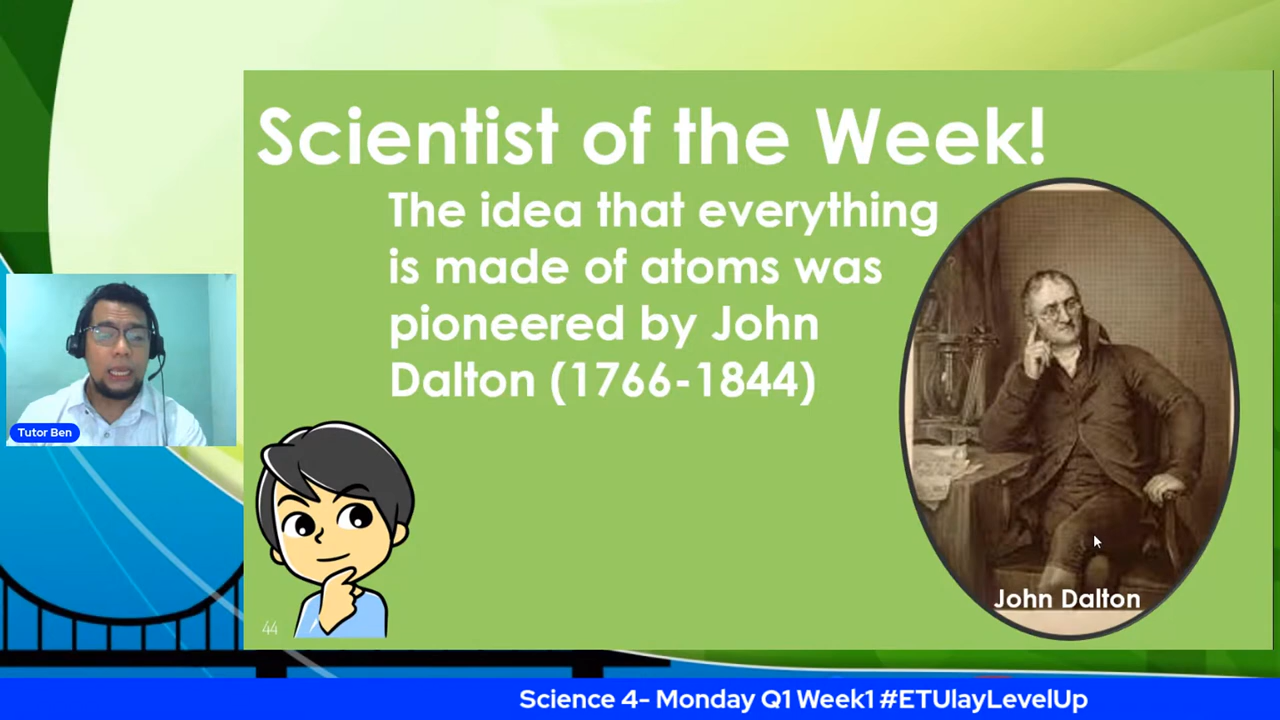 Scientist of the Week!
The idea that everything
is made of atoms was
pioneered by John
Dalton (1766-1844)
John Dalton
Tutor Ben
44
Science 4- Monday Q1 Week1 #ETUlayLevelUp